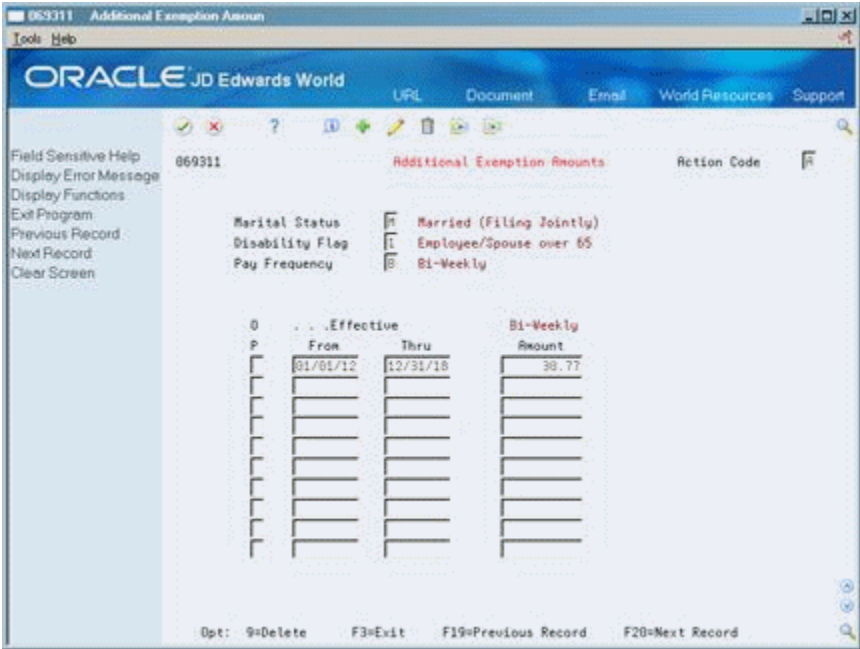 069311 Additional Exemption Amoun
Tools Help
ORACLE JD Edwards World
URL Document Email World Resources Support
Field Sensitive Help
Display Error Message
Display Functions
Exit Program
Previous Record
Next Record
Clear Screen
069311 Additional Exemption Amounts Action Code A
Marital Status M Married (Filing Jointly)
Disability Flag 1 Employee/Spouse over 65
Pay Frequency B Bi-Weekly
O . . .Effective Bi-Weekly
P From Thru Amount
01/01/12 12/31/18 38.77
Opt: 9=Delete F3=Exit F19=Previous Record F20=Next Record